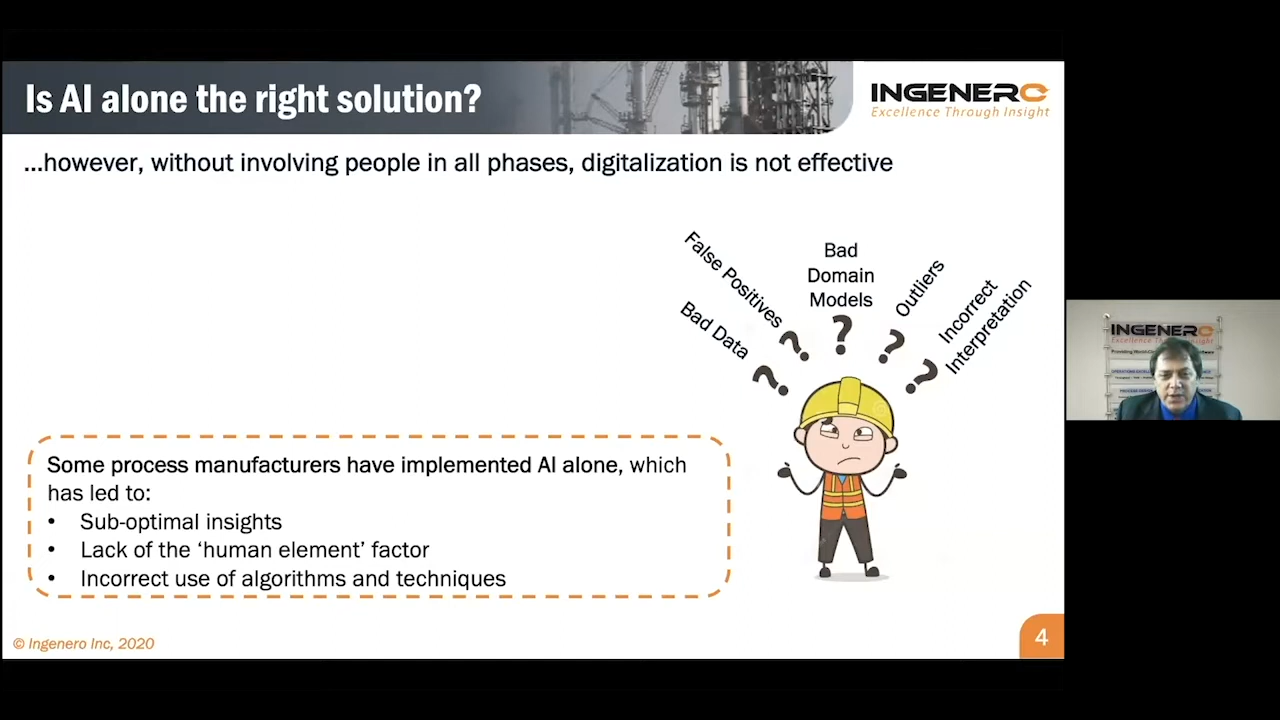 Is AI alone the right solution?
INGENERO
Excellence Through Insight
...however, without involving people in all phases, digitalization is not effective
Bad Data
False Positives
Bad
Domain
Models
Outliers
Incorrect
Interpretation
? ? ? ? ?
Some process manufacturers have implemented AI alone, which
has led to:
• Sub-optimal insights
• Lack of the ‘human element’ factor
• Incorrect use of algorithms and techniques
© Ingenero Inc, 2020
4
INGENERO
Excellence Through Insight